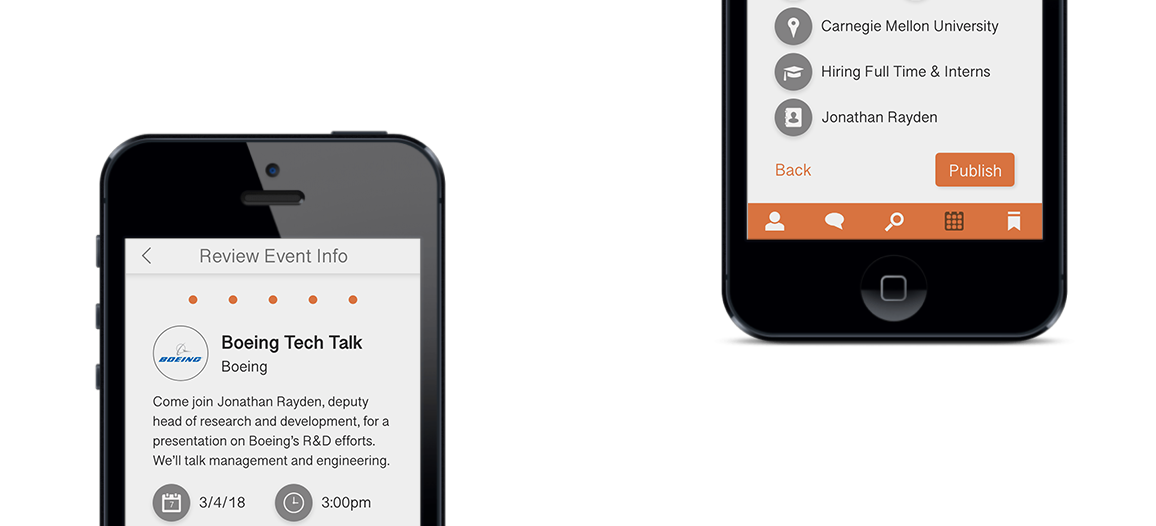 Review Event Info
BOEING
Boeing Tech Talk
Boeing
Come join Jonathan Rayden, deputy
head of research and development, for a
presentation on Boeing’s R&D efforts.
We’ll talk management and engineering.
7
3/4/18 3:00pm
Carnegie Mellon University
Hiring Full Time & Interns
Jonathan Rayden
Back Publish